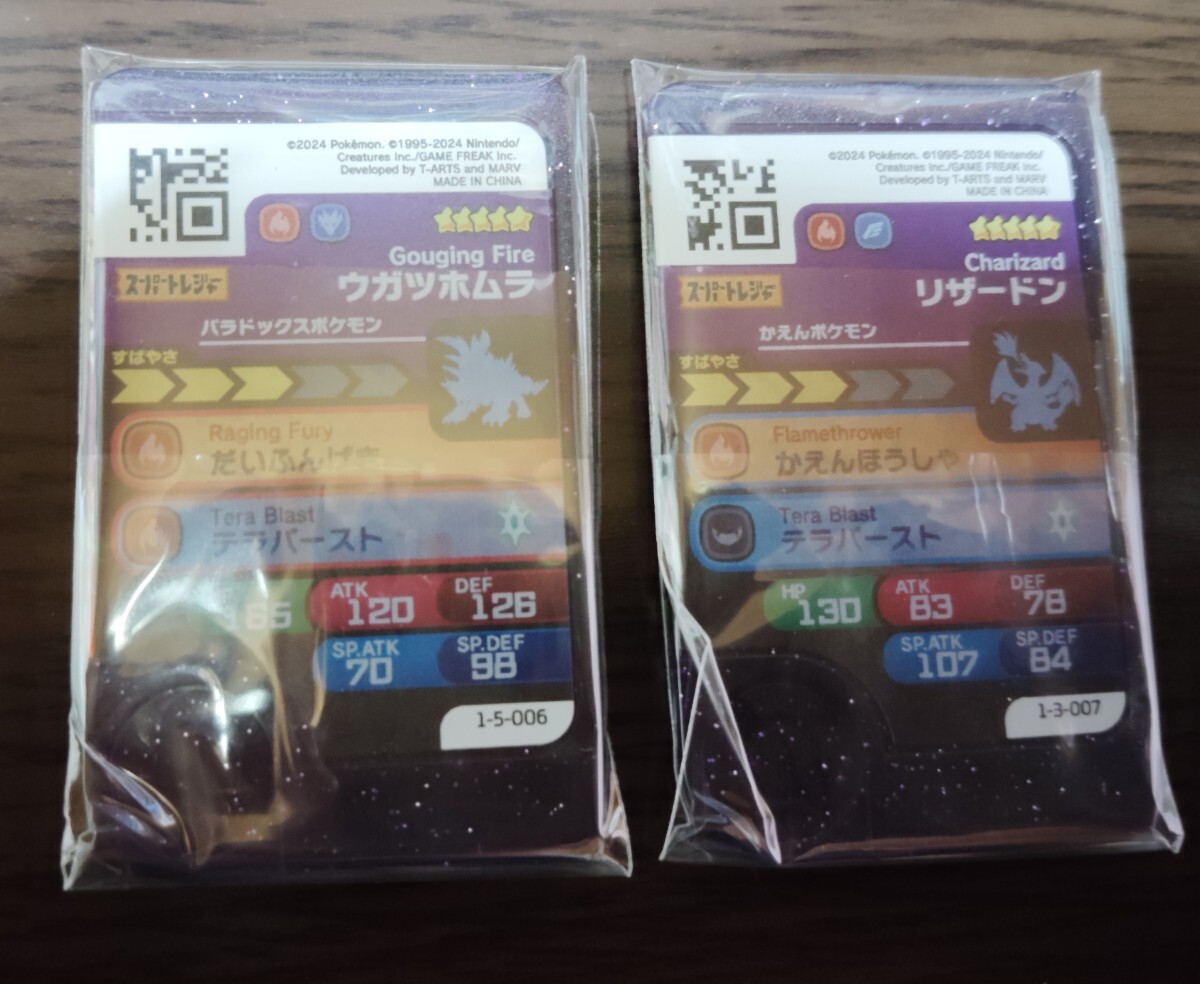 ©2024 Pokémon. ©1995-2024 Nintendo/
Creatures Inc./GAME FREAK Inc.
Developed by T-ARTS and MARV
MADE IN CHINA
Gouging Fire
スーパートレジャー
ウガツホムラ
パラドックスポケモン
すばやさ
Raging Fury
だいふんげき
Tera Blast
テラバースト
165
ATK
120
DEF
126
SP.ATK
70
SP.DEF
98
1-5-006
©2024 Pokémon. ©1995-2024 Nintendo/
Creatures Inc./GAME FREAK Inc.
Developed by T-ARTS and MARV
MADE IN CHINA
Charizard
スーパートレジャー
リザードン
かえんポケモン
すばやさ
Flamethrower
かえんほうしゃ
Tera Blast
テラバースト
HP
130
ATK
83
DEF
78
SP.ATK
107
SP.DEF
84
1-3-007